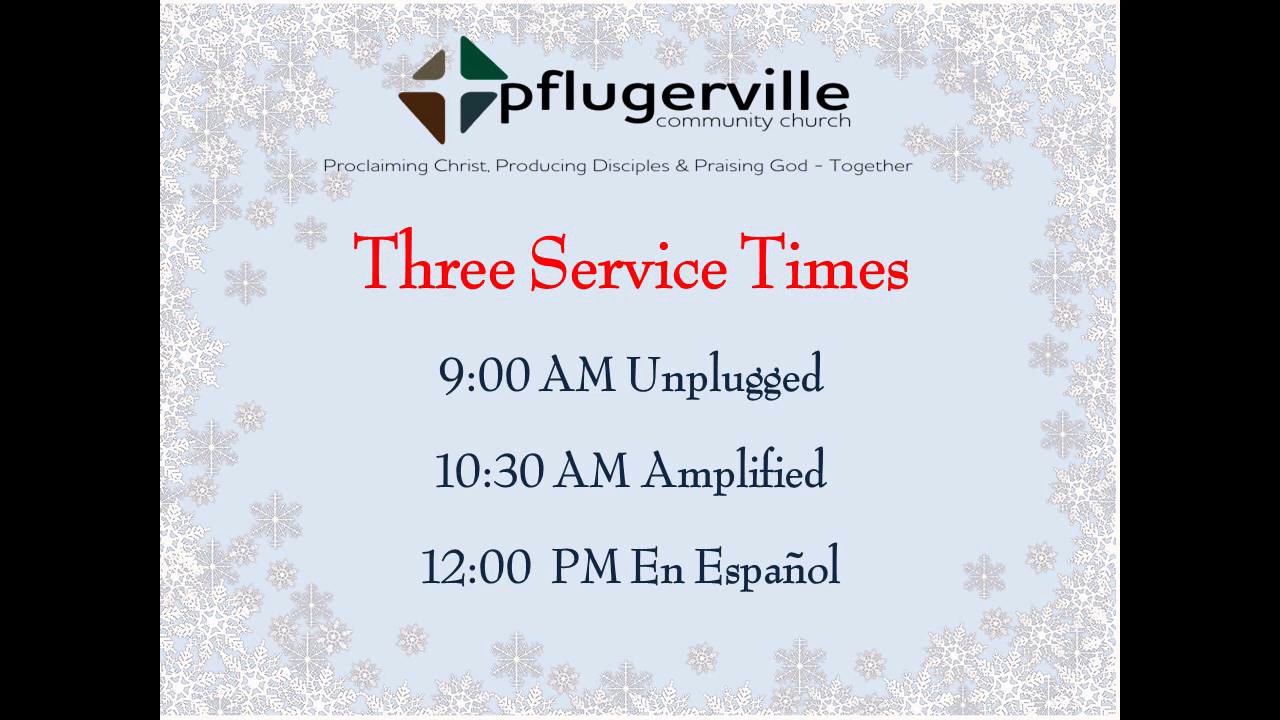 pflugerville
community church
Proclaiming Christ, Producing Disciples & Praising God - Together
Three Service Times
9:00 AM Unplugged
10:30 AM Amplified
12:00 PM En Español